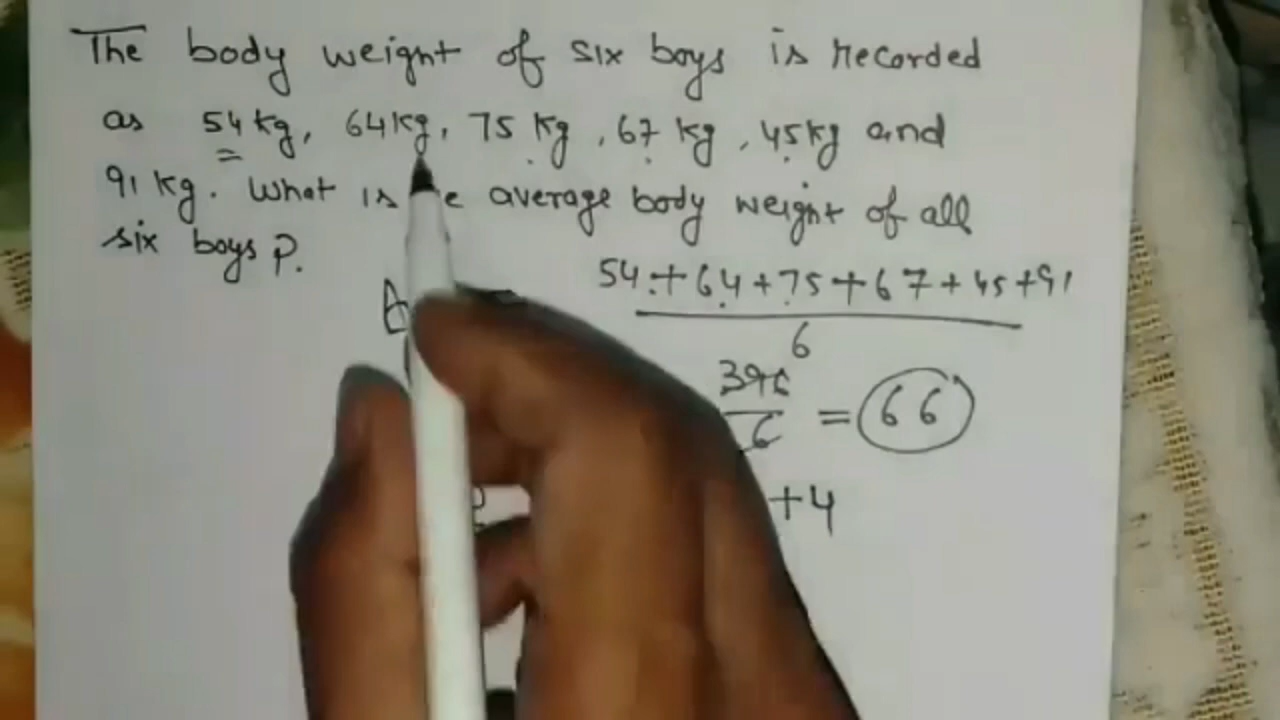 The body weight of six boys is recorded
as 54 kg, 64 kg, 75 kg, 67 kg, 45 kg and
91 kg. What is e average body weight of all
six boys ?.
54+64+75+67+45+91
6
396
6
= 66
+4